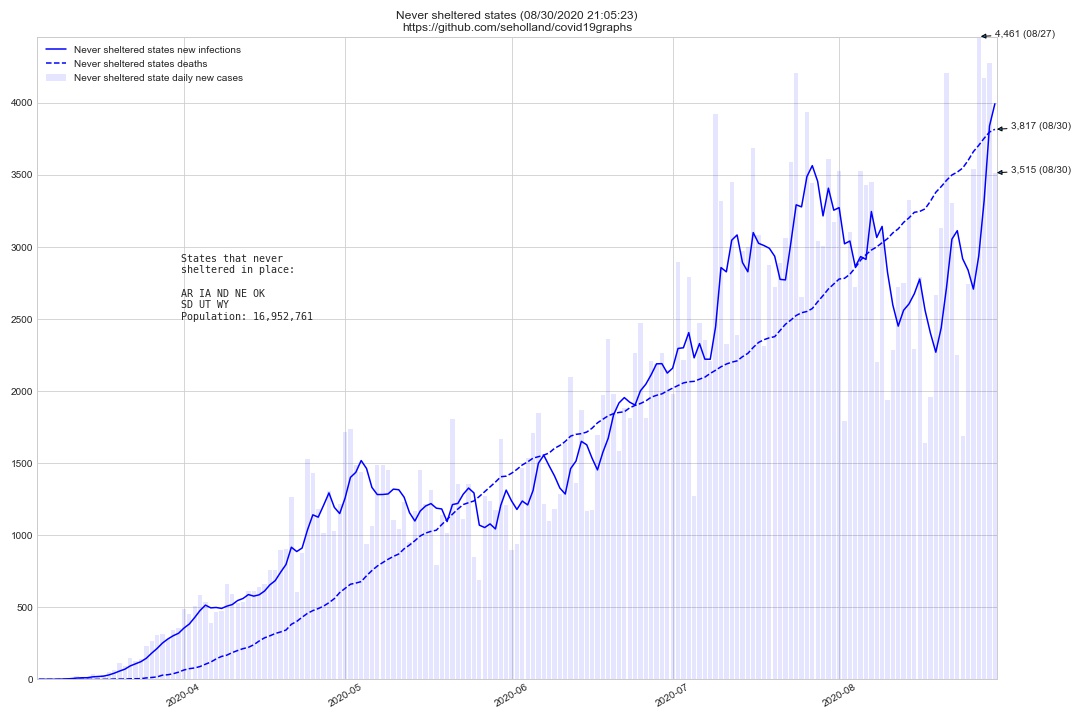 Never sheltered states (08/30/2020 21:05:23)
https://github.com/seholland/covid19graphs
Never sheltered states new infections
Never sheltered states deaths
Never sheltered state daily new cases
4,461 (08/27)
3,817 (08/30)
3,515 (08/30)
4000
3500
3000
2500
2000
1500
1000
500
0
States that never
sheltered in place:
AR IA ND NE OK
SD UT WY
Population: 16,952,761
2020-04
2020-05
2020-06
2020-07
2020-08